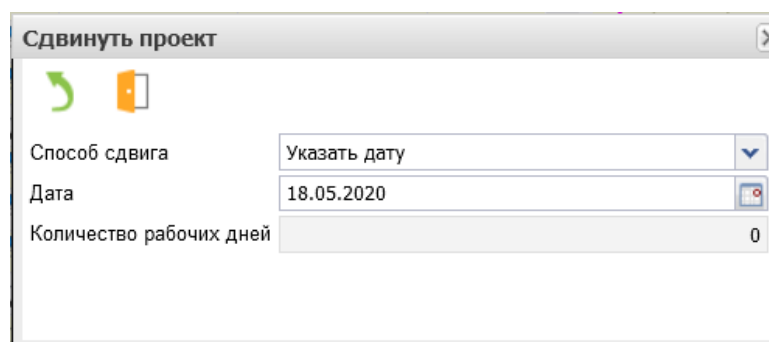 Сдвинуть проект
Способ сдвига Указать дату
Дата 18.05.2020
Количество рабочих дней 0